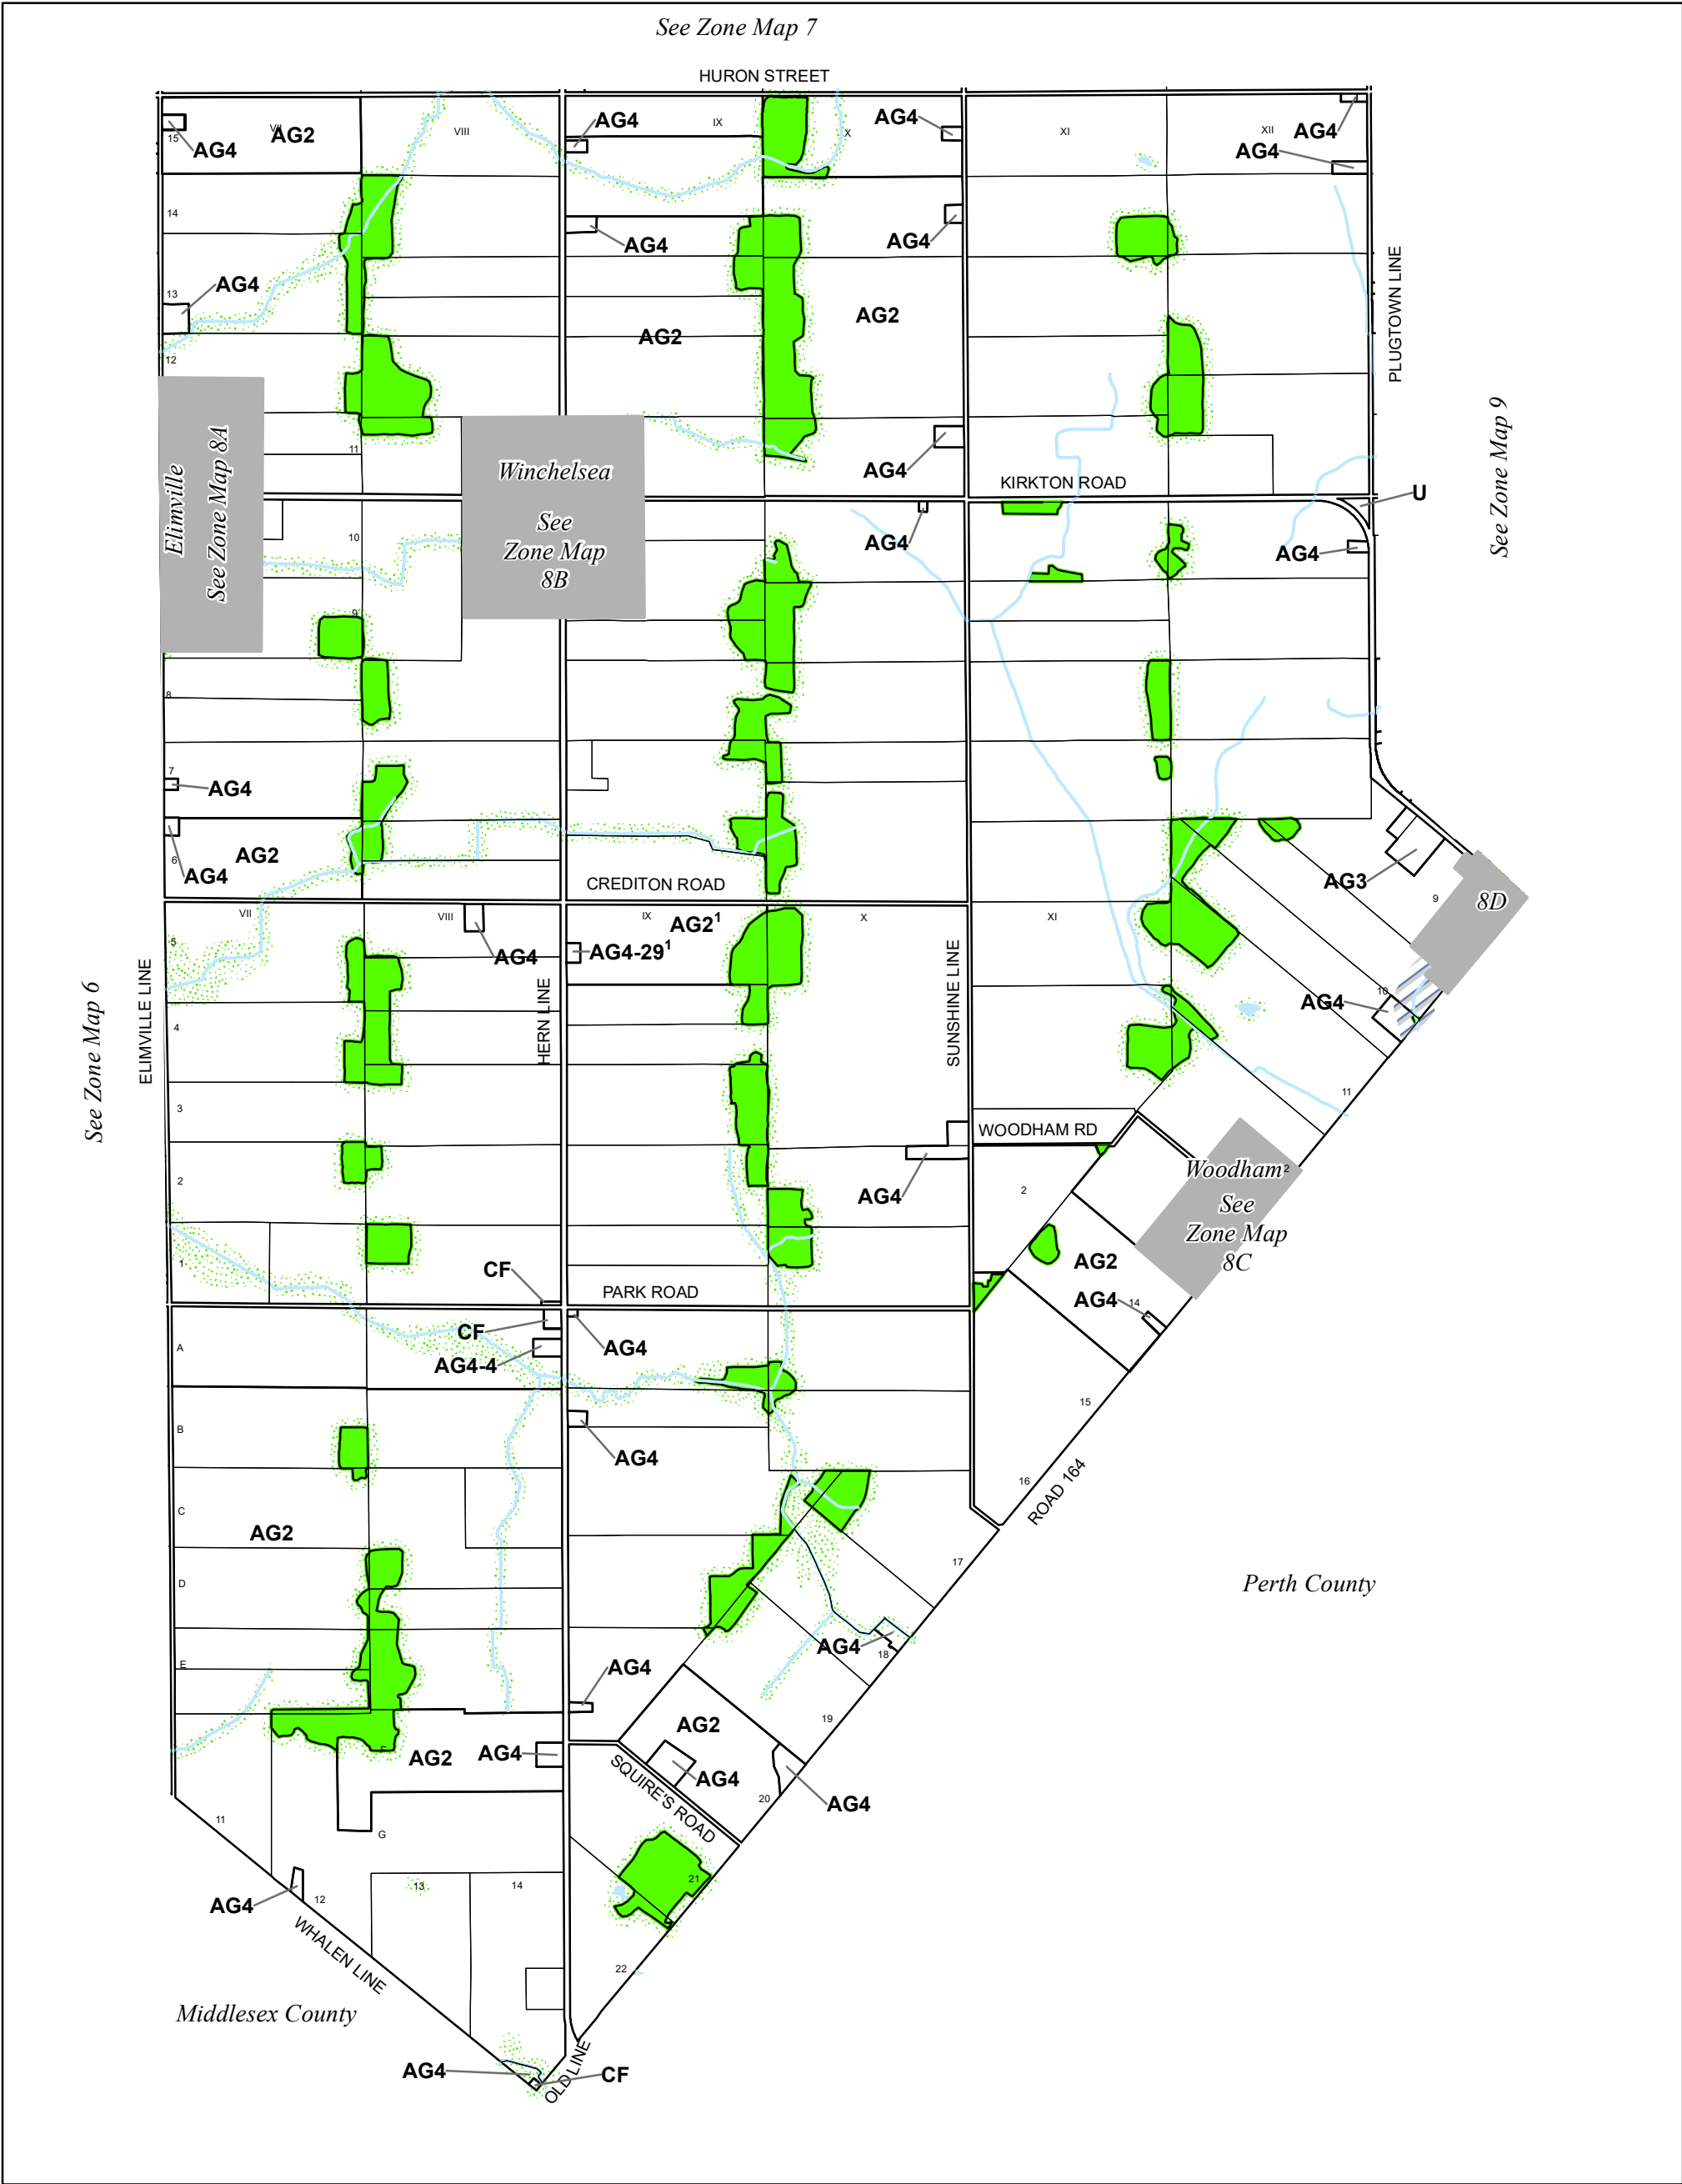 See Zone Map 7
HURON STREET
AG4
IX
AG4
X
XI
XII
AG4
VII
AG2
VIII
15
AG4
AG4
14
AG4
AG4
13
AG4
AG2
AG2
PLUGTOWN LINE
12
See Zone Map 9
Elimville
See Zone Map 8A
11
Winchelsea
See
Zone Map
8B
AG4
KIRKTON ROAD
U
10
AG4
AG4
9
8
7
AG4
6
AG2
AG4
CREDITON ROAD
AG3
9
8D
VII
VIII
IX
AG2¹
X
XI
5
AG4
AG4-29¹
SUNSHINE LINE
HERN LINE
ELIMVILLE LINE
See Zone Map 6
10
AG4
4
11
3
WOODHAM RD
Woodham
2
See
Zone Map
8C
2
2
AG4
AG2
1
CF
PARK ROAD
AG4
14
CF
AG4
A
AG4-4
B
AG4
15
C
16
ROAD 164
AG2
17
D
Perth County
E
AG4
AG4
18
AG2
19
F
AG2
AG4
AG4
SQUIRE'S ROAD
20
AG4
11
G
21
13
14
AG4
12
WHALEN LINE
22
Middlesex County
AG4
CF
OLD LINE